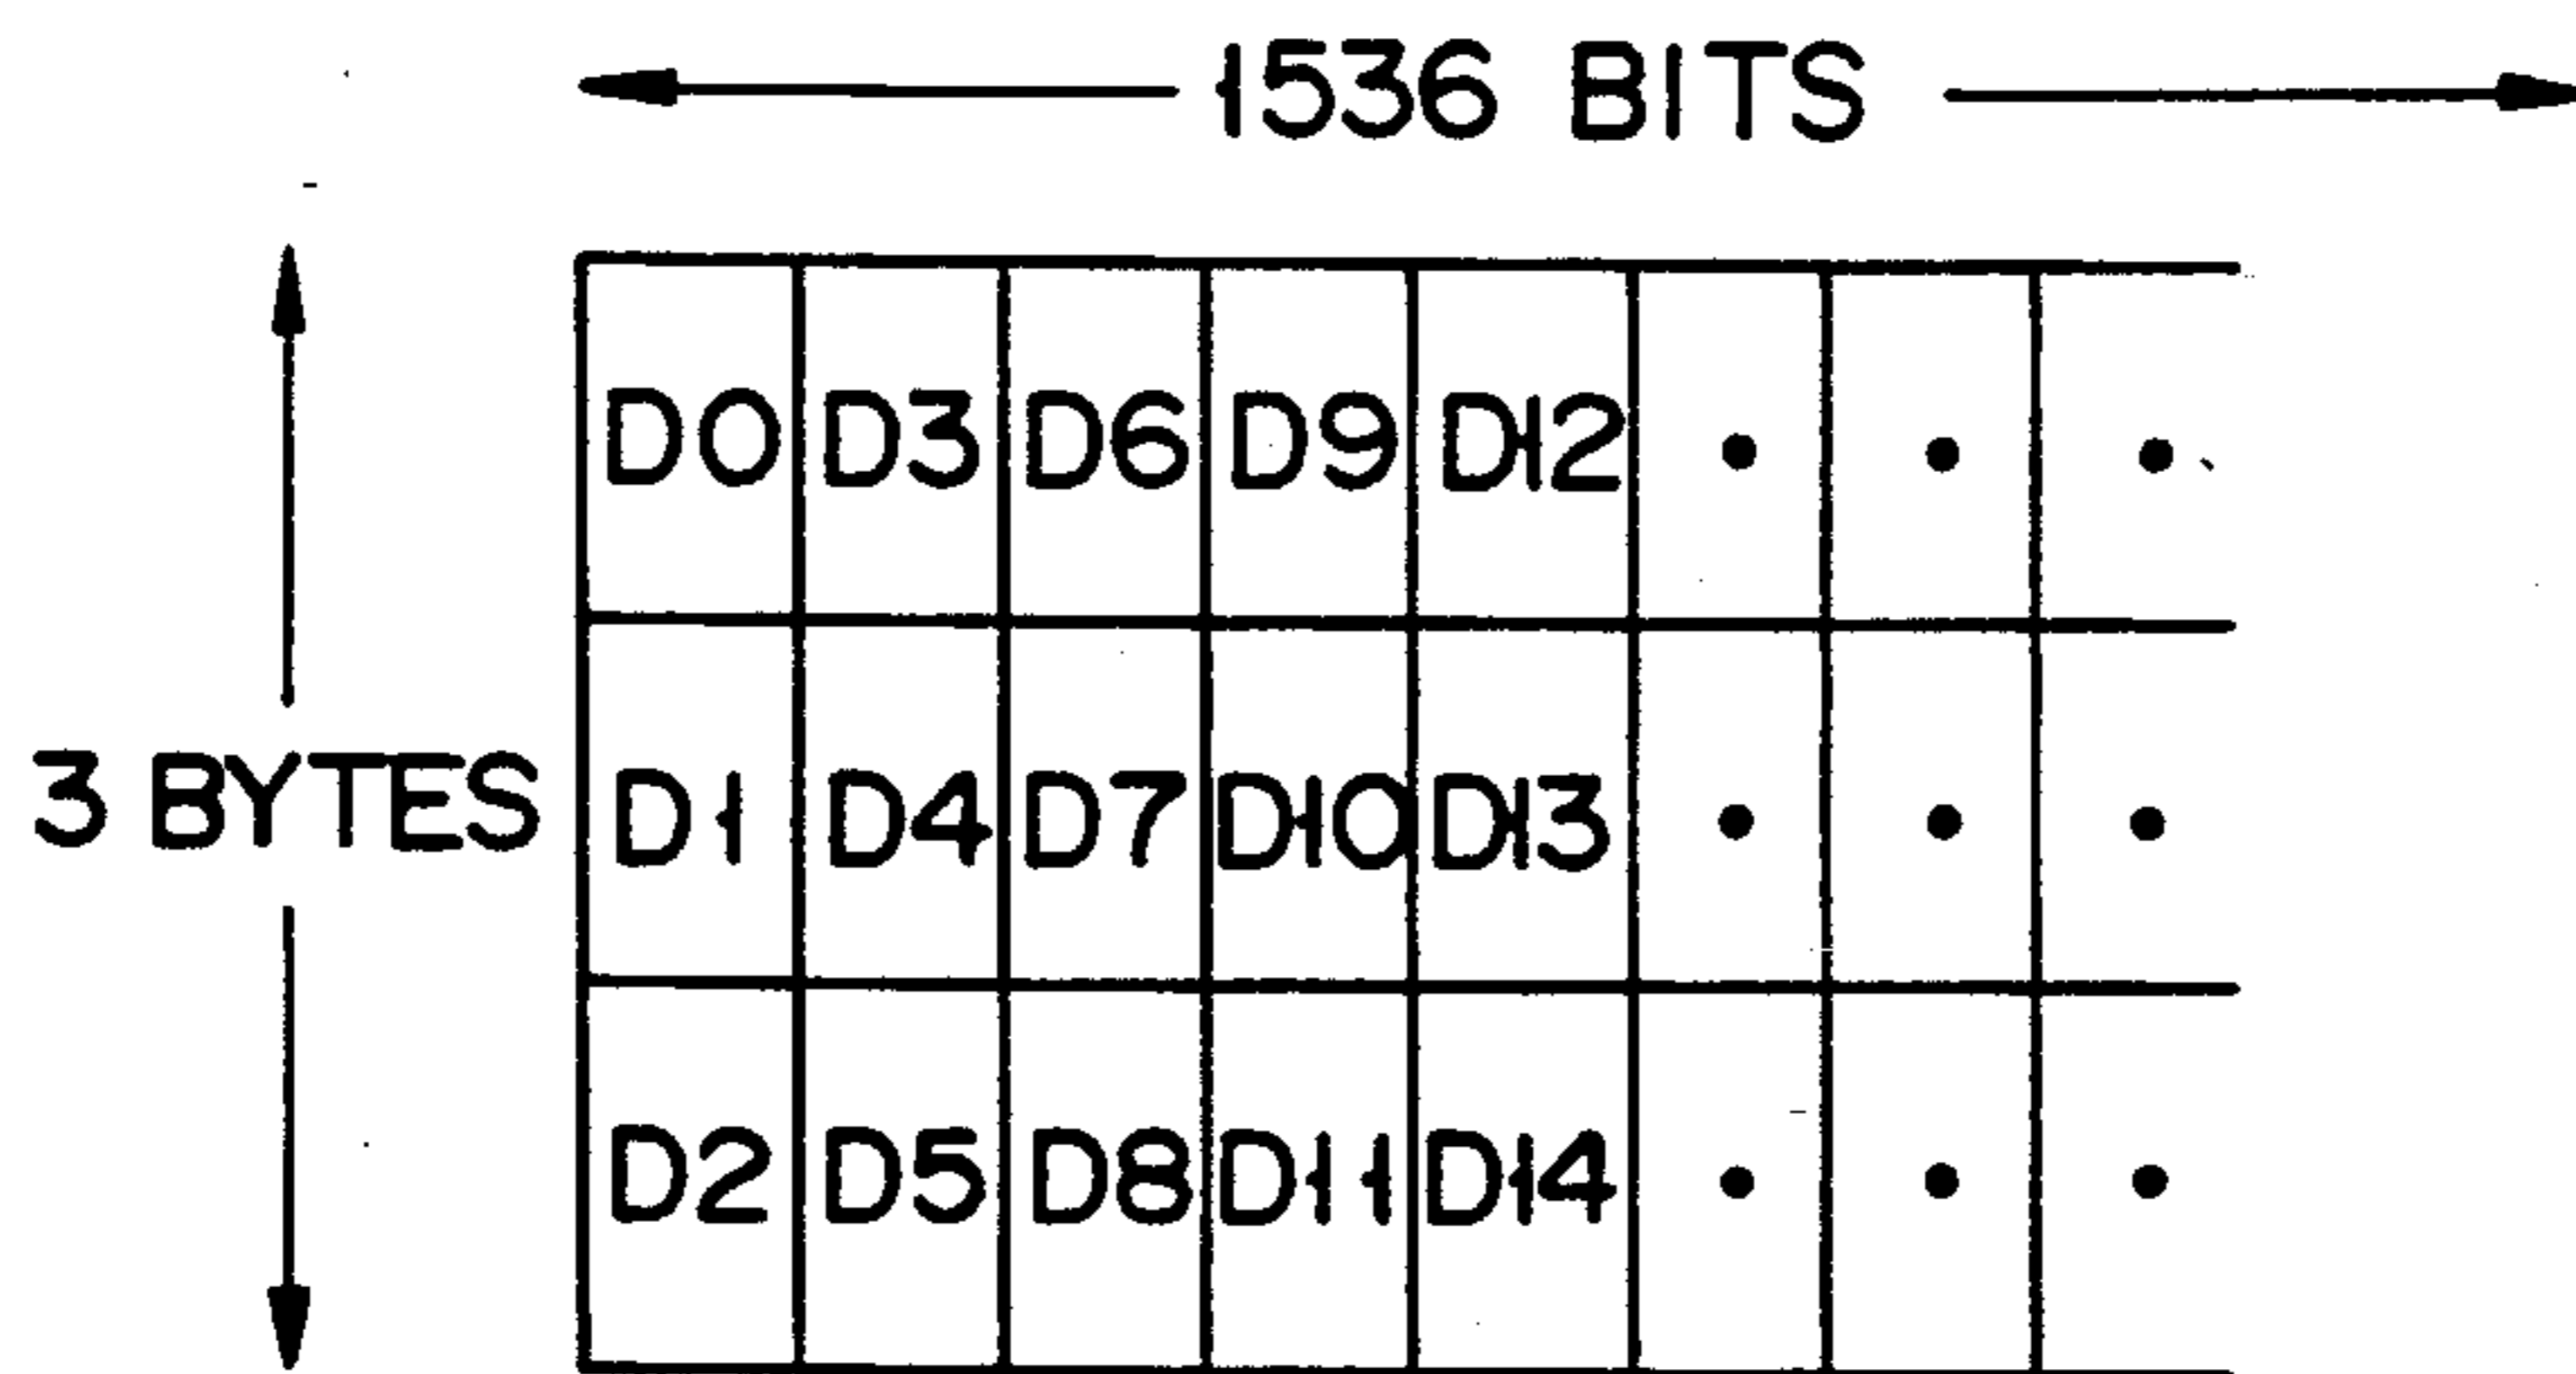 1536 BITS
D0 D3 D6 D9 D12 • • •
3 BYTES D1 D4 D7 D10 D13 • • •
D2 D5 D8 D11 D14 • • •